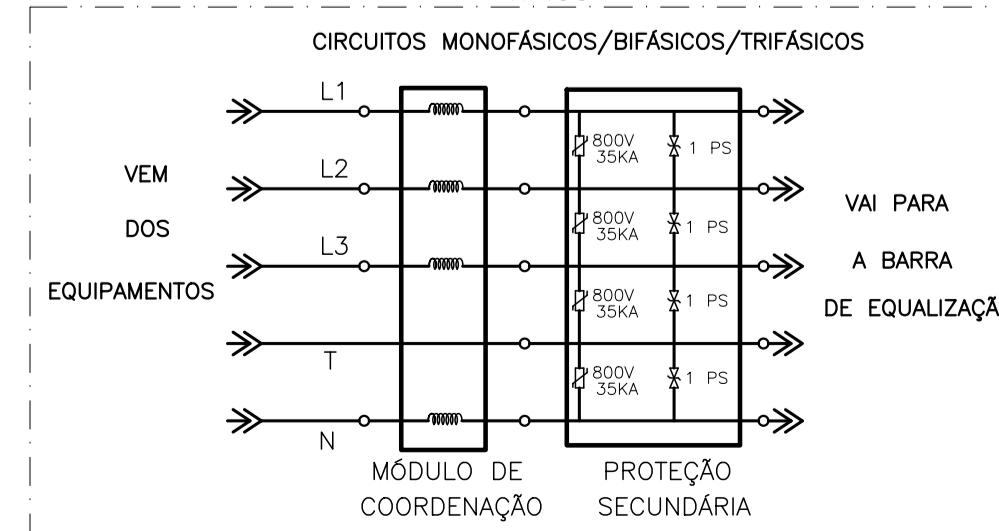 CIRCUITOS MONOFÁSICOS/BIFÁSICOS/TRIFÁSICOS
L1
800V
35KA
1 PS
L2
VEM
DOS
EQUIPAMENTOS
800V
35KA
1 PS
L3
VAI PARA
A BARRA
DE EQUALIZAÇÃ
800V
35KA
1 PS
T
800V
35KA
1 PS
N
MÓDULO DE
COORDENAÇÃO
PROTEÇÃO
SECUNDÁRIA